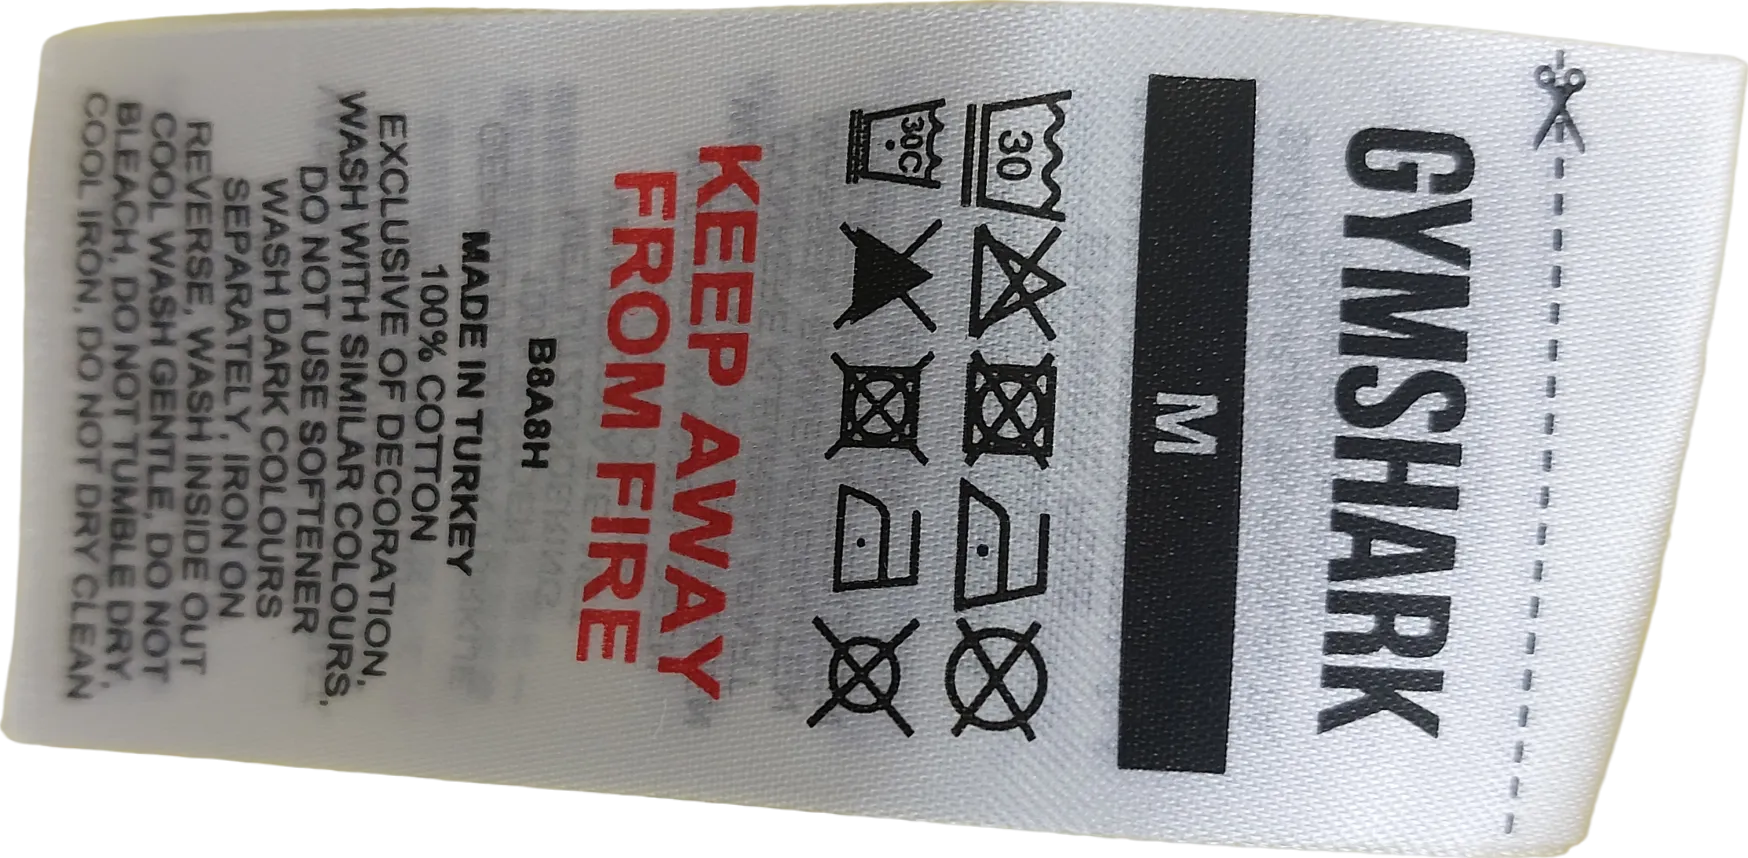 GYMSHARK
M
30
30C
KEEP AWAY
FROM FIRE
B8A8H
MADE IN TURKEY
100% COTTON
EXCLUSIVE OF DECORATION,
WASH WITH SIMILAR COLOURS,
DO NOT USE SOFTENER
WASH DARK COLOURS
SEPARATELY, IRON ON
REVERSE, WASH INSIDE OUT
COOL WASH GENTLE, DO NOT
BLEACH, DO NOT TUMBLE DRY,
COOL IRON, DO NOT DRY CLEAN